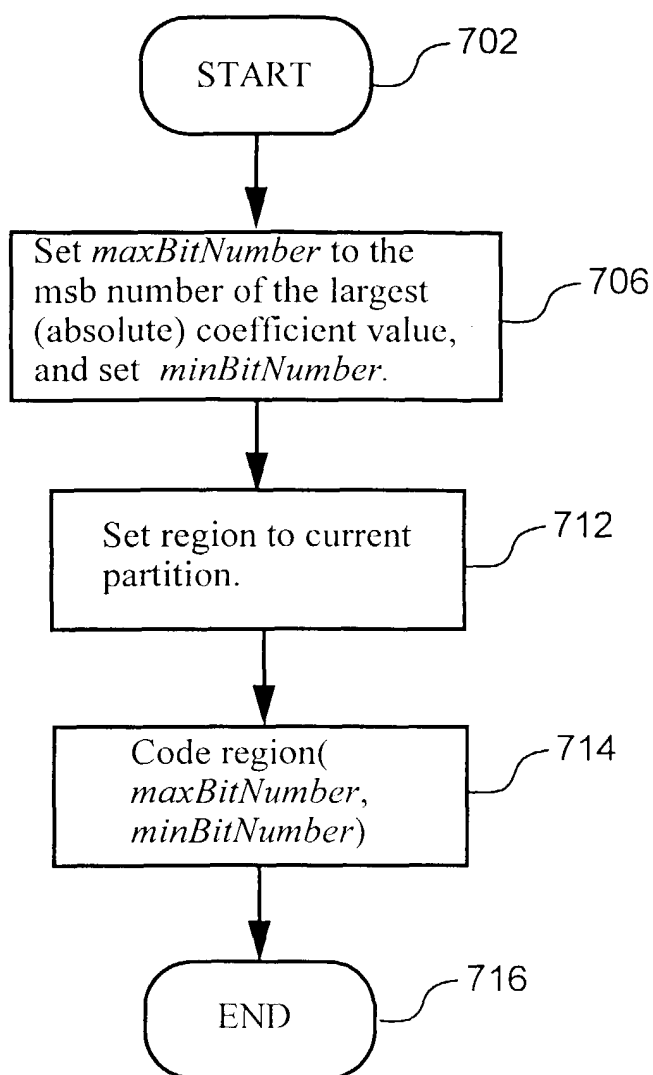 START
702
Set maxBitNumber to the
msb number of the largest
(absolute) coefficient value,
and set minBitNumber.
706
Set region to current
partition.
712
Code region(
maxBitNumber,
minBitNumber)
714
END
716